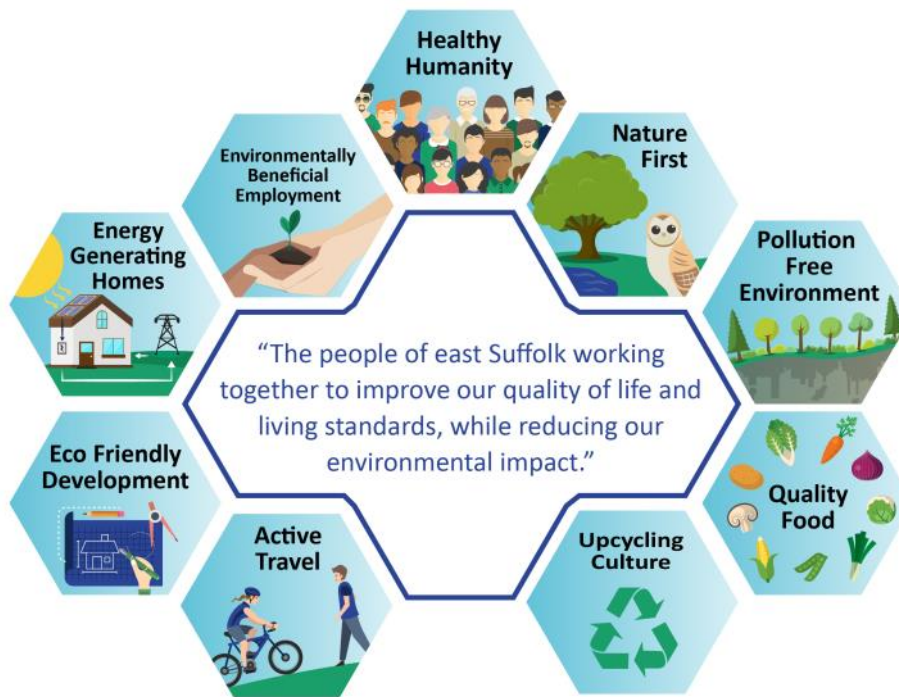 Healthy
Humanity
Environmentally
Beneficial
Employment
Nature
First
Energy
Generating
Homes
Pollution
Free
Environment
“The people of east Suffolk working
together to improve our quality of life and
living standards, while reducing our
environmental impact.”
Eco Friendly
Development
Quality
Food
Active
Travel
Upcycling
Culture